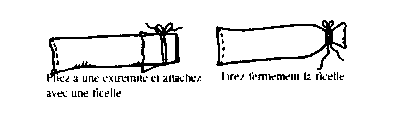 Pliez à une extrémité et attachez
avec une ficelle
Tirez fermement la ficelle